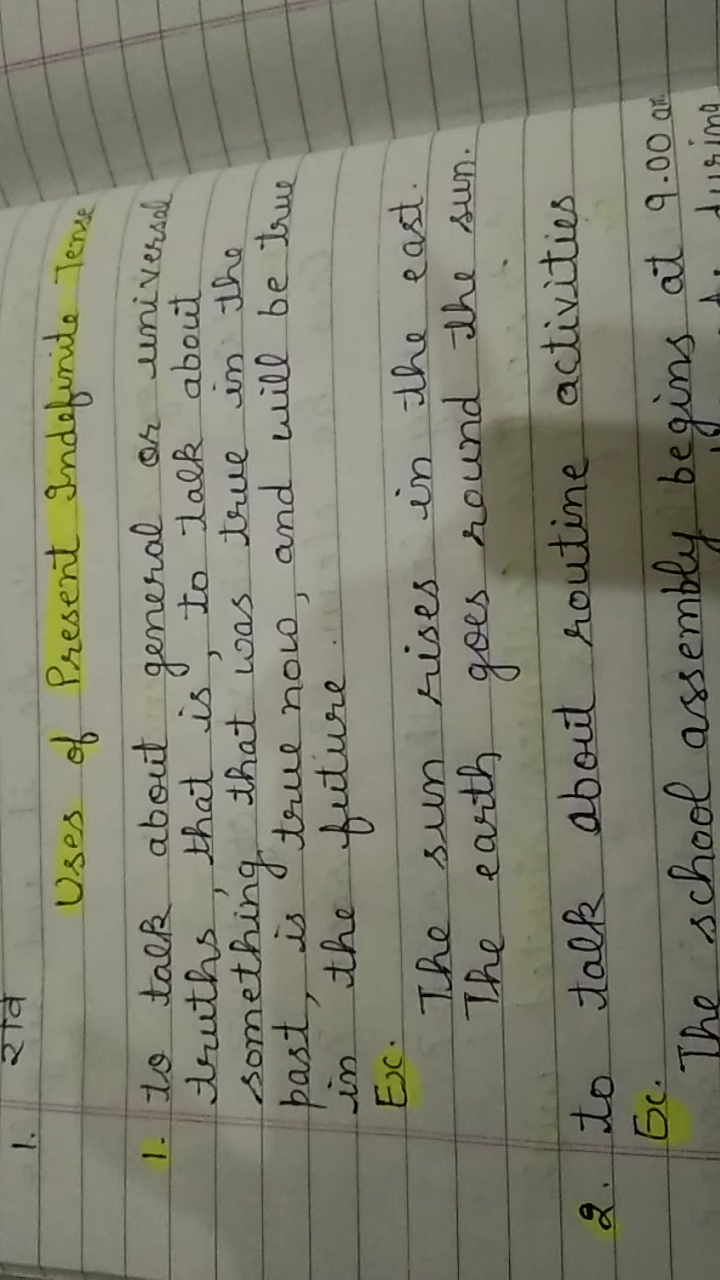 1.
Uses of Present Indefinite Tense
1. to talk about general or universal
truths, that is, to talk about
something that was true in the
past, is true now, and will be true
in the future.
Ex.
The sun rises in the east.
The earth goes round the sun.
2. to talk about routine activities
Ex.
The school assembly begins at 9.00 am
during